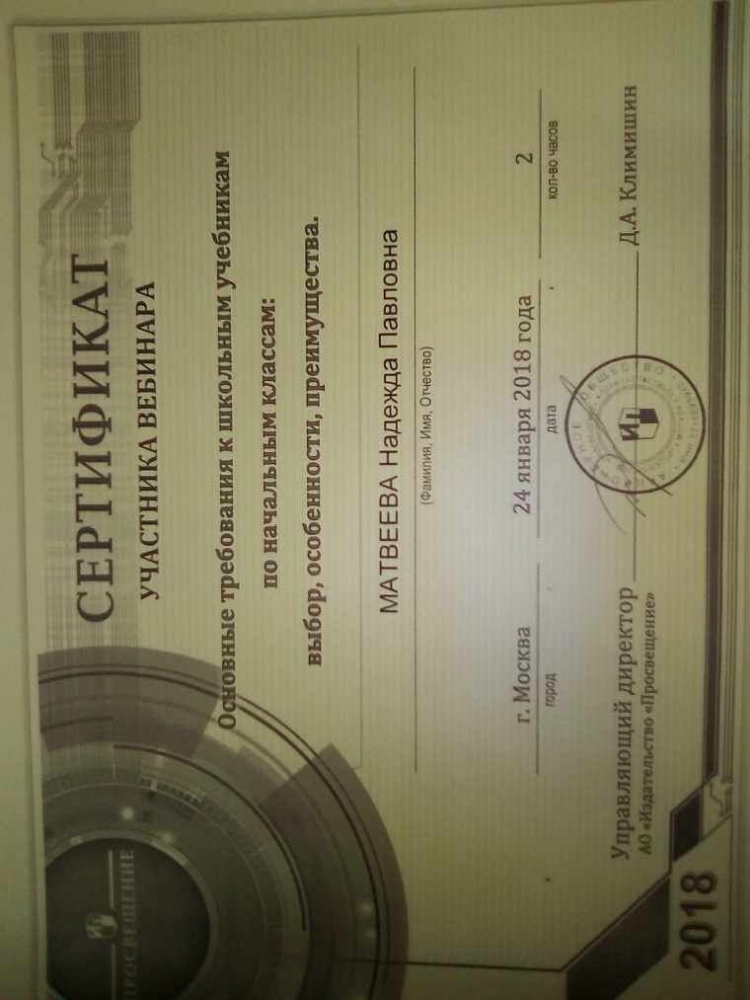 СЕРТИФИКАТ
УЧАСТНИКА ВЕБИНАРА
Основные требования к школьным учебникам
по начальным классам:
выбор, особенности, преимущества.
МАТВЕЕВА Надежда Павловна
(Фамилия, Имя, Отчество)
г. Москва 24 января 2018 года 2
город дата кол-во часов
Управляющий директор Д.А. Климишин
АО «Издательство «Просвещение»
ОБЩЕСТВО
ПРОСВЕЩЕНИЕ
2018